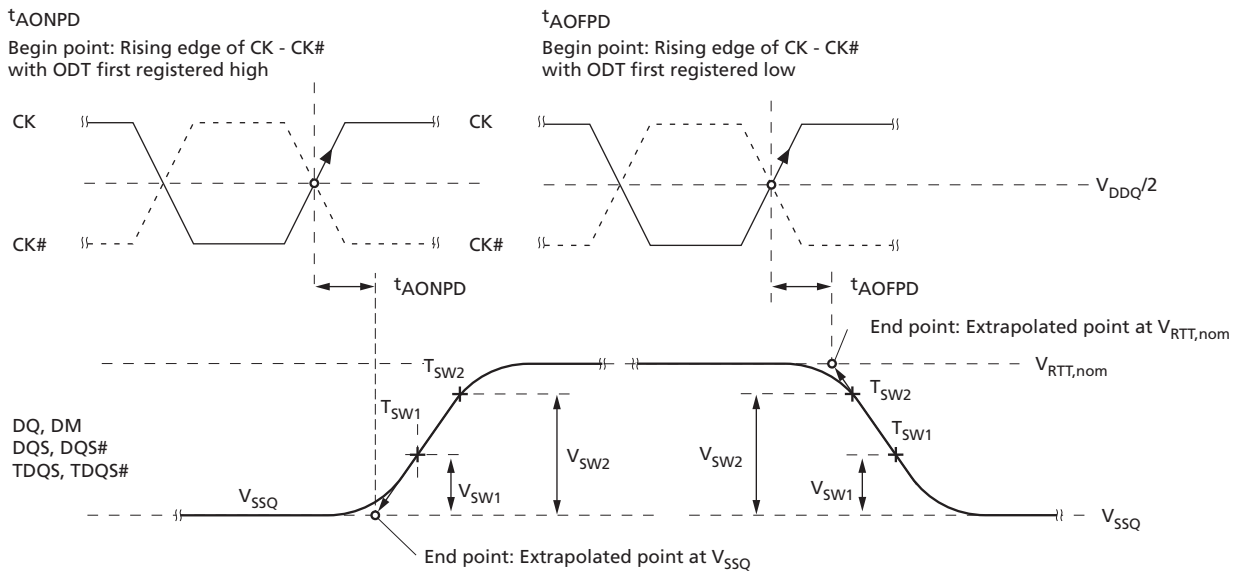 tAONPD
Begin point: Rising edge of CK - CK#
with ODT first registered high
tAOFPD
Begin point: Rising edge of CK - CK#
with ODT first registered low
CK
CK
VDDQ/2
CK#
CK#
tAONPD
tAOFPD
End point: Extrapolated point at VRTT,nom
VRTT,nom
TSW2
TSW2
TSW1
TSW1
DQ, DM
DQS, DQS#
TDQS, TDQS#
VSW2
VSW2
VSW1
VSW1
VSSQ
VSSQ
End point: Extrapolated point at VSSQ